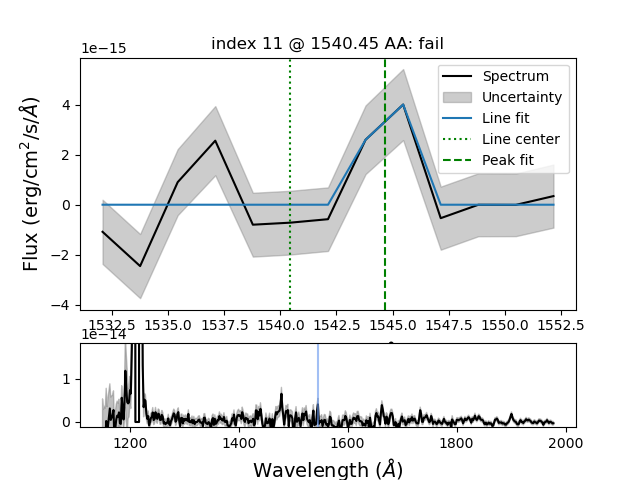 index 11 @ 1540.45 AA: fail
1e−15
Flux (erg/cm²/s/Å)
4
2
0
−2
−4
Spectrum
Uncertainty
Line fit
Line center
Peak fit
1532.5 1535.0 1537.5 1540.0 1542.5 1545.0 1547.5 1550.0 1552.5
1e−14
1
0
1200 1400 1600 1800 2000
Wavelength (Å)